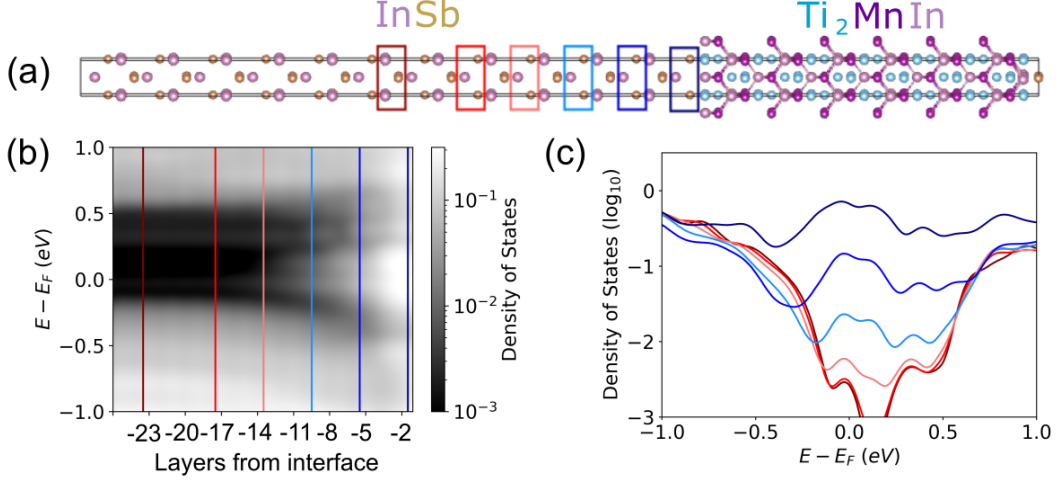 InSb
Ti2MnIn
(a)
(b)
1.0
0.5
0.0
−0.5
−1.0
E − EF (eV)
-23 -20 -17 -14 -11 -8 -5 -2
Layers from interface
10−1
10−2
10−3
Density of States
(c)
0
−1
−2
−3
Density of States (log10)
−1.0 −0.5 0.0 0.5 1.0
E − EF (eV)